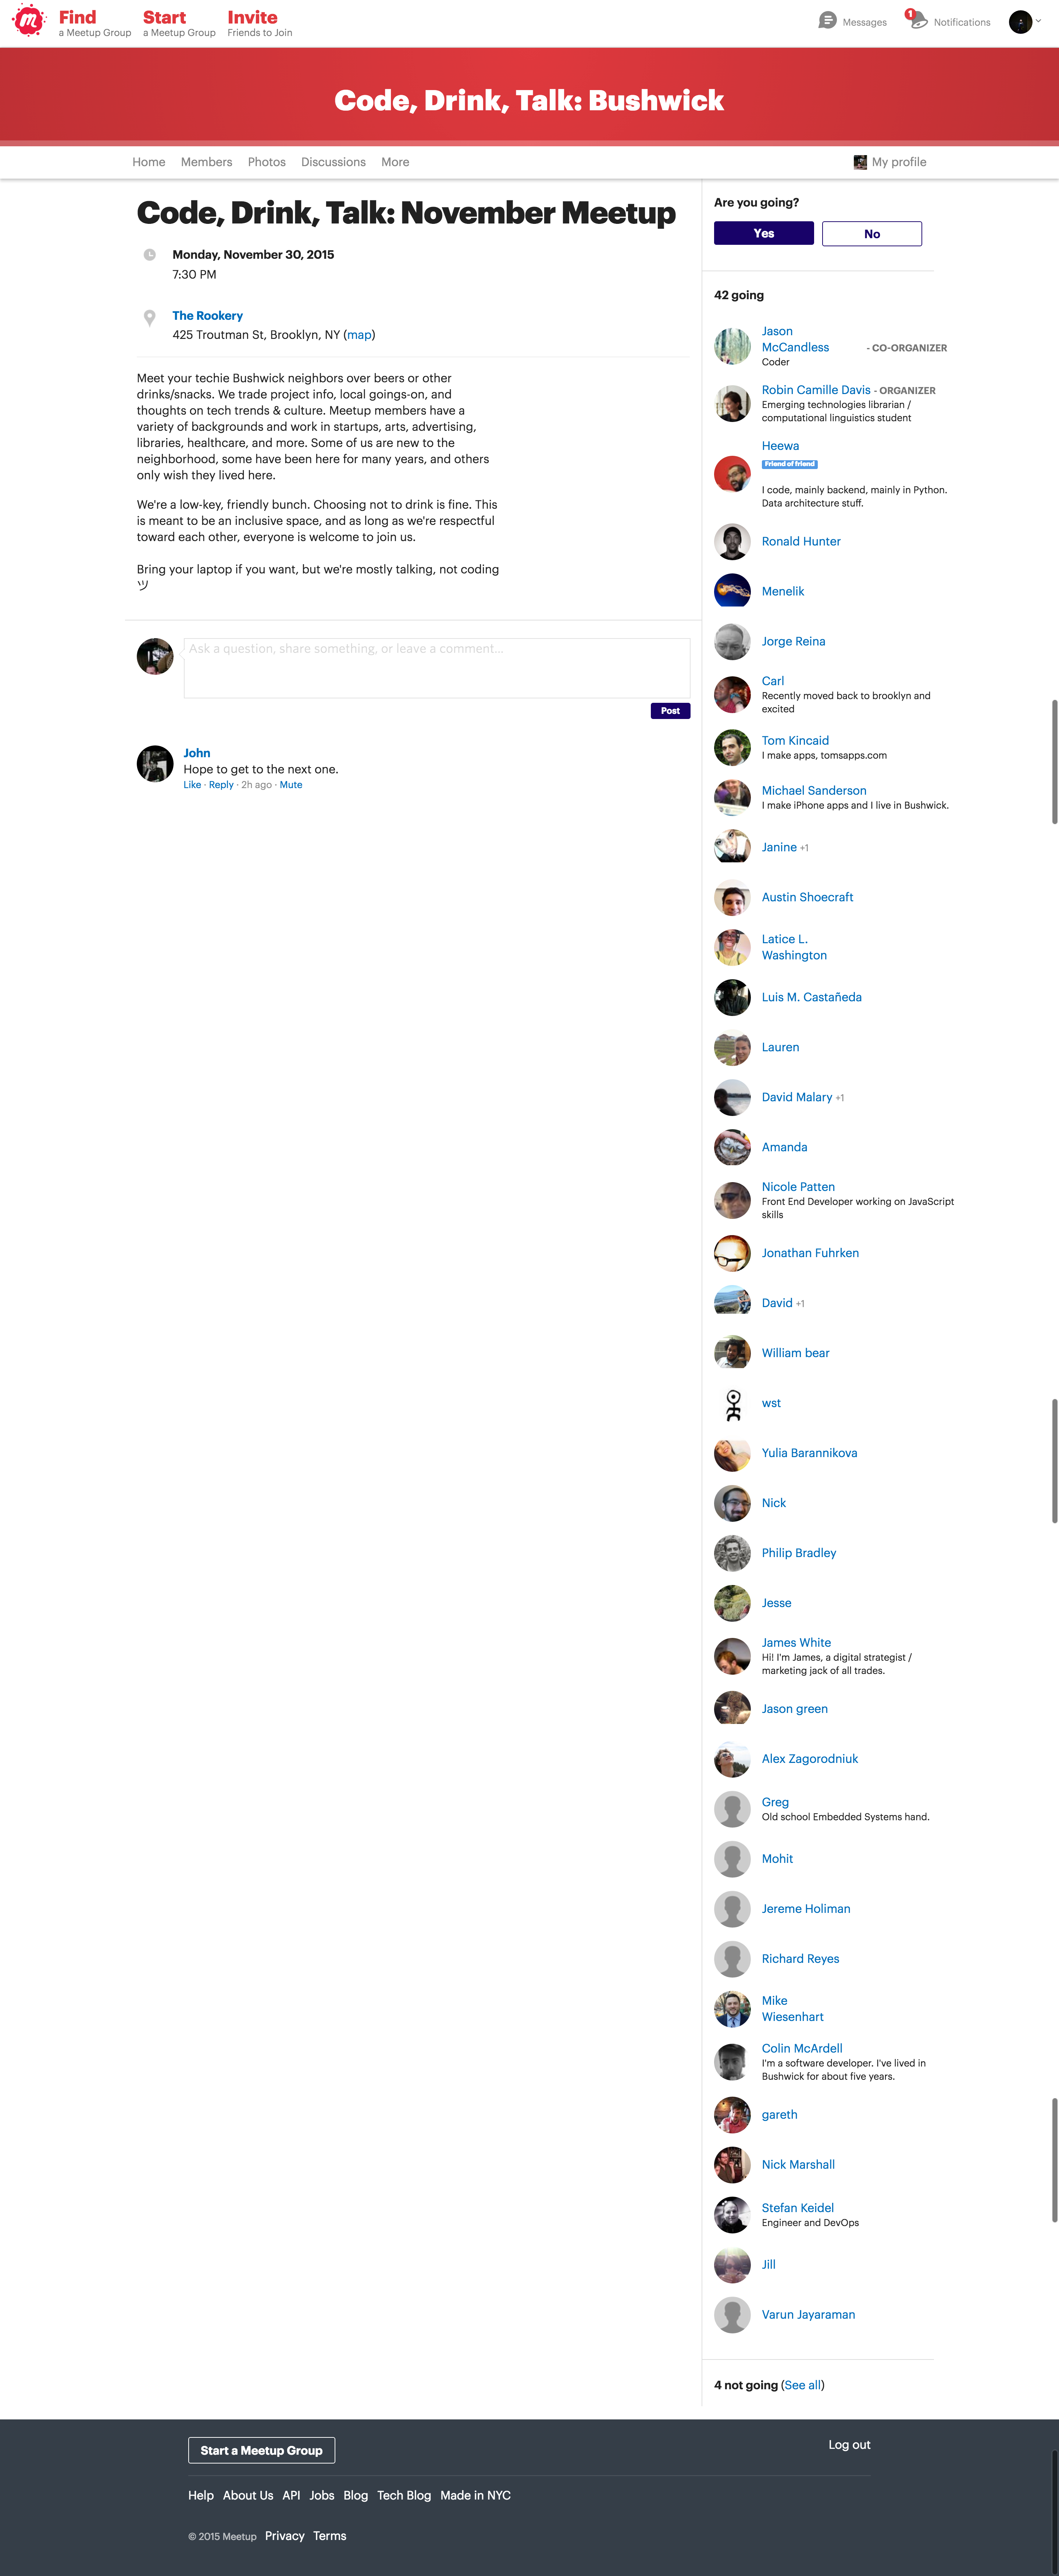 Find
a Meetup Group
Start
a Meetup Group
Invite
Friends to Join
Messages
1
Notifications
Code, Drink, Talk: Bushwick
Home Members Photos Discussions More
My profile
Code, Drink, Talk: November Meetup
Monday, November 30, 2015
7:30 PM
The Rookery
425 Troutman St, Brooklyn, NY (map)
Meet your techie Bushwick neighbors over beers or other
drinks/snacks. We trade project info, local goings-on, and
thoughts on tech trends & culture. Meetup members have a
variety of backgrounds and work in startups, arts, advertising,
libraries, healthcare, and more. Some of us are new to the
neighborhood, some have been here for many years, and others
only wish they lived here.
We're a low-key, friendly bunch. Choosing not to drink is fine. This
is meant to be an inclusive space, and as long as we're respectful
toward each other, everyone is welcome to join us.
Bring your laptop if you want, but we're mostly talking, not coding
ツ
Ask a question, share something, or leave a comment...
Post
John
Hope to get to the next one.
Like · Reply · 2h ago · Mute
Are you going?
Yes
No
42 going
Jason
McCandless - CO-ORGANIZER
Coder
Robin Camille Davis - ORGANIZER
Emerging technologies librarian /
computational linguistics student
Heewa
Friend of friend
I code, mainly backend, mainly in Python.
Data architecture stuff.
Ronald Hunter
Menelik
Jorge Reina
Carl
Recently moved back to brooklyn and
excited
Tom Kincaid
I make apps, tomsapps.com
Michael Sanderson
I make iPhone apps and I live in Bushwick.
Janine +1
Austin Shoecraft
Latice L.
Washington
Luis M. Castañeda
Lauren
David Malary +1
Amanda
Nicole Patten
Front End Developer working on JavaScript
skills
Jonathan Fuhrken
David +1
William bear
wst
Yulia Barannikova
Nick
Philip Bradley
Jesse
James White
Hi! I'm James, a digital strategist /
marketing jack of all trades.
Jason green
Alex Zagorodniuk
Greg
Old school Embedded Systems hand.
Mohit
Jereme Holiman
Richard Reyes
Mike
Wiesenhart
Colin McArdell
I'm a software developer. I've lived in
Bushwick for about five years.
gareth
Nick Marshall
Stefan Keidel
Engineer and DevOps
Jill
Varun Jayaraman
4 not going (See all)
Start a Meetup Group
Log out
Help About Us API Jobs Blog Tech Blog Made in NYC
© 2015 Meetup Privacy Terms